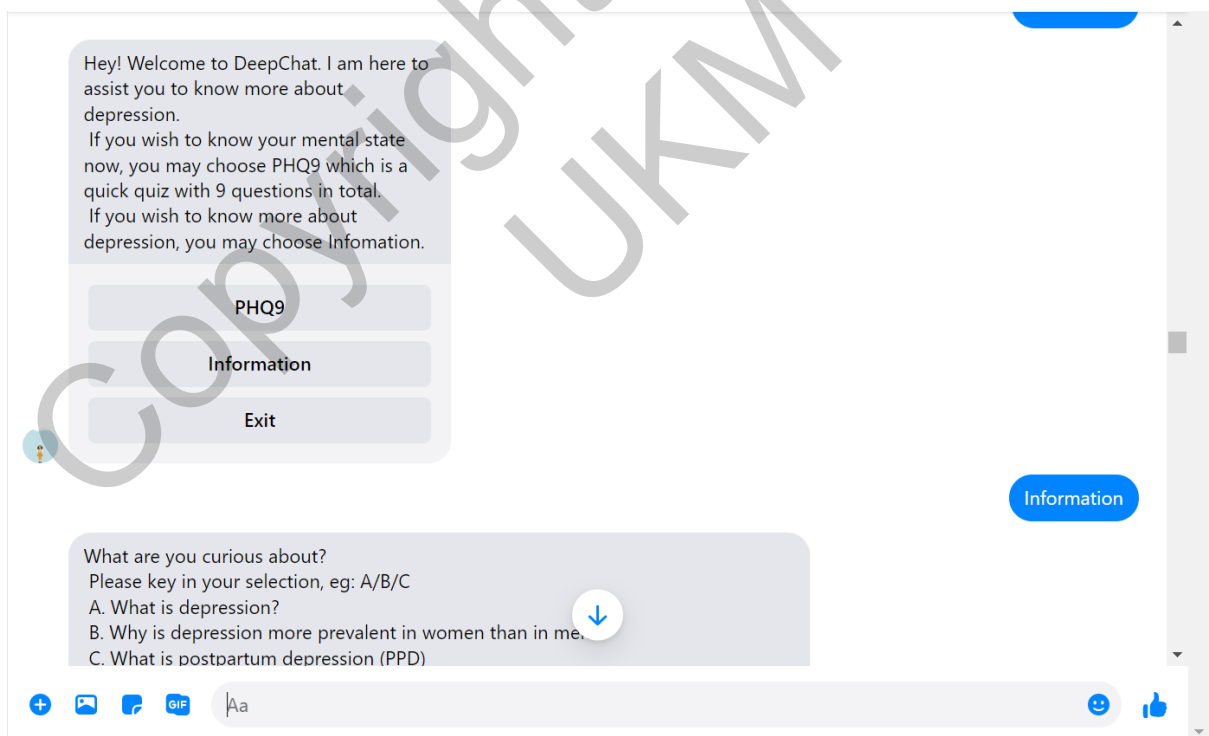 Hey! Welcome to DeepChat. I am here to
assist you to know more about
depression.
If you wish to know your mental state
now, you may choose PHQ9 which is a
quick quiz with 9 questions in total.
If you wish to know more about
depression, you may choose Infomation.
PHQ9
Information
Exit
Information
What are you curious about?
Please key in your selection, eg: A/B/C
A. What is depression?
B. Why is depression more prevalent in women than in
C. What is postpartum depression (PPD)
GIF
Aa
Copyright
UKM